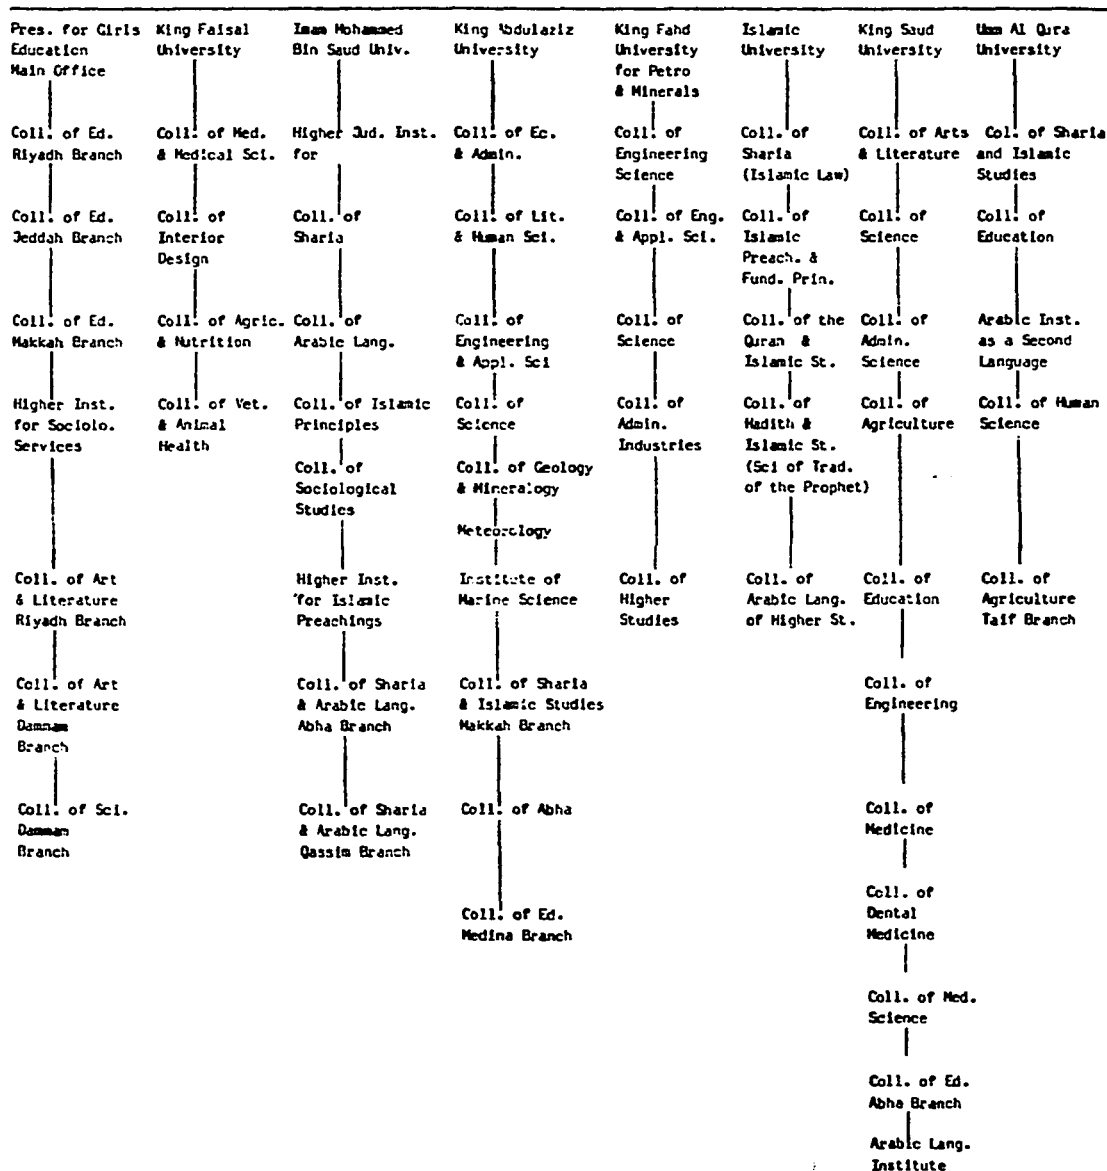 Pres. for Girls
Education
Main Office
Coll. of Ed.
Riyadh Branch
Coll. of Ed.
Jeddah Branch
Coll. of Ed.
Makkah Branch
Higher Inst.
for Sociolo.
Services
Coll. of Art
& Literature
Riyadh Branch
Coll. of Art
& Literature
Dammam
Branch
Coll. of Sci.
Dammam
Branch
King Faisal
University
Coll. of Med.
& Medical Sci.
Coll. of
Interior
Design
Coll. of Agric.
& Nutrition
Coll. of Vet.
& Animal
Health
Imam Mohammed
Bin Saud Univ.
Higher Jud. Inst.
for
Coll. of
Sharia
Coll. of
Arabic Lang.
Coll. of Islamic
Principles
Coll. of
Sociological
Studies
Higher Inst.
for Islamic
Preachings
Coll. of Sharia
& Arabic Lang.
Abha Branch
Coll. of Sharia
& Arabic Lang.
Qassim Branch
King Abdulaziz
University
Coll. of Ec.
& Admin.
Coll. of Lit.
& Human Sci.
Coll. of
Engineering
& Appl. Sci
Coll. of
Science
Coll. of Geology
& Mineralogy
Meteorology
Institute of
Marine Science
Coll. of Sharia
& Islamic Studies
Makkah Branch
Coll. of Abha
Coll. of Ed.
Medina Branch
King Fahd
University
for Petro
& Minerals
Coll. of
Engineering
Science
Coll. of Eng.
& Appl. Sci.
Coll. of
Science
Coll. of
Admin.
Industries
Coll. of
Higher
Studies
Islamic
University
Coll. of
Sharia
(Islamic Law)
Coll. of
Islamic
Preach. &
Fund. Prin.
Coll. of the
Quran &
Islamic St.
Coll. of
Hadith &
Islamic St.
(Sci of Trad.
of the Prophet)
Coll. of
Arabic Lang.
of Higher St.
King Saud
University
Coll. of Arts
& Literature
Coll. of
Science
Coll. of
Admin.
Science
Coll. of
Agriculture
Coll. of
Education
Coll. of
Engineering
Coll. of
Medicine
Coll. of
Dental
Medicine
Coll. of Med.
Science
Coll. of Ed.
Abha Branch
Arabic Lang.
Institute
Umm Al Qura
University
Col. of Sharia
and Islamic
Studies
Coll. of
Education
Arabic Inst.
as a Second
Language
Coll. of Human
Science
Coll. of
Agriculture
Taif Branch